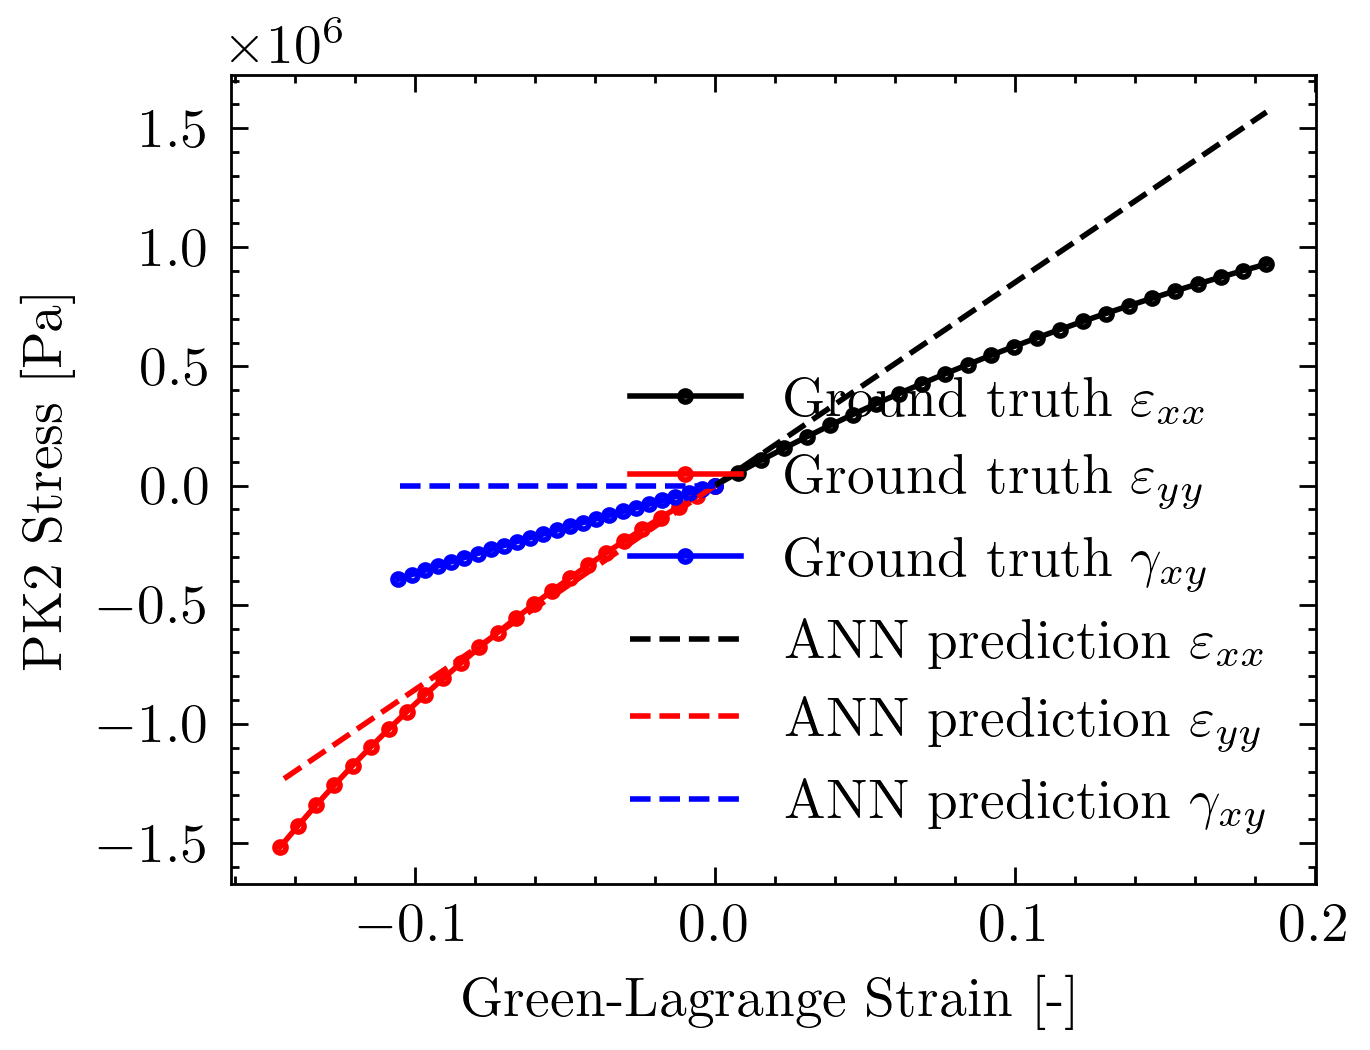 ×10⁶
1.5
1.0
0.5
0.0
−0.5
−1.0
−1.5
PK2 Stress [Pa]
Ground truth εₓₓ
Ground truth ε_yy
Ground truth γ_xy
ANN prediction εₓₓ
ANN prediction ε_yy
ANN prediction γ_xy
−0.1 0.0 0.1 0.2
Green-Lagrange Strain [-]